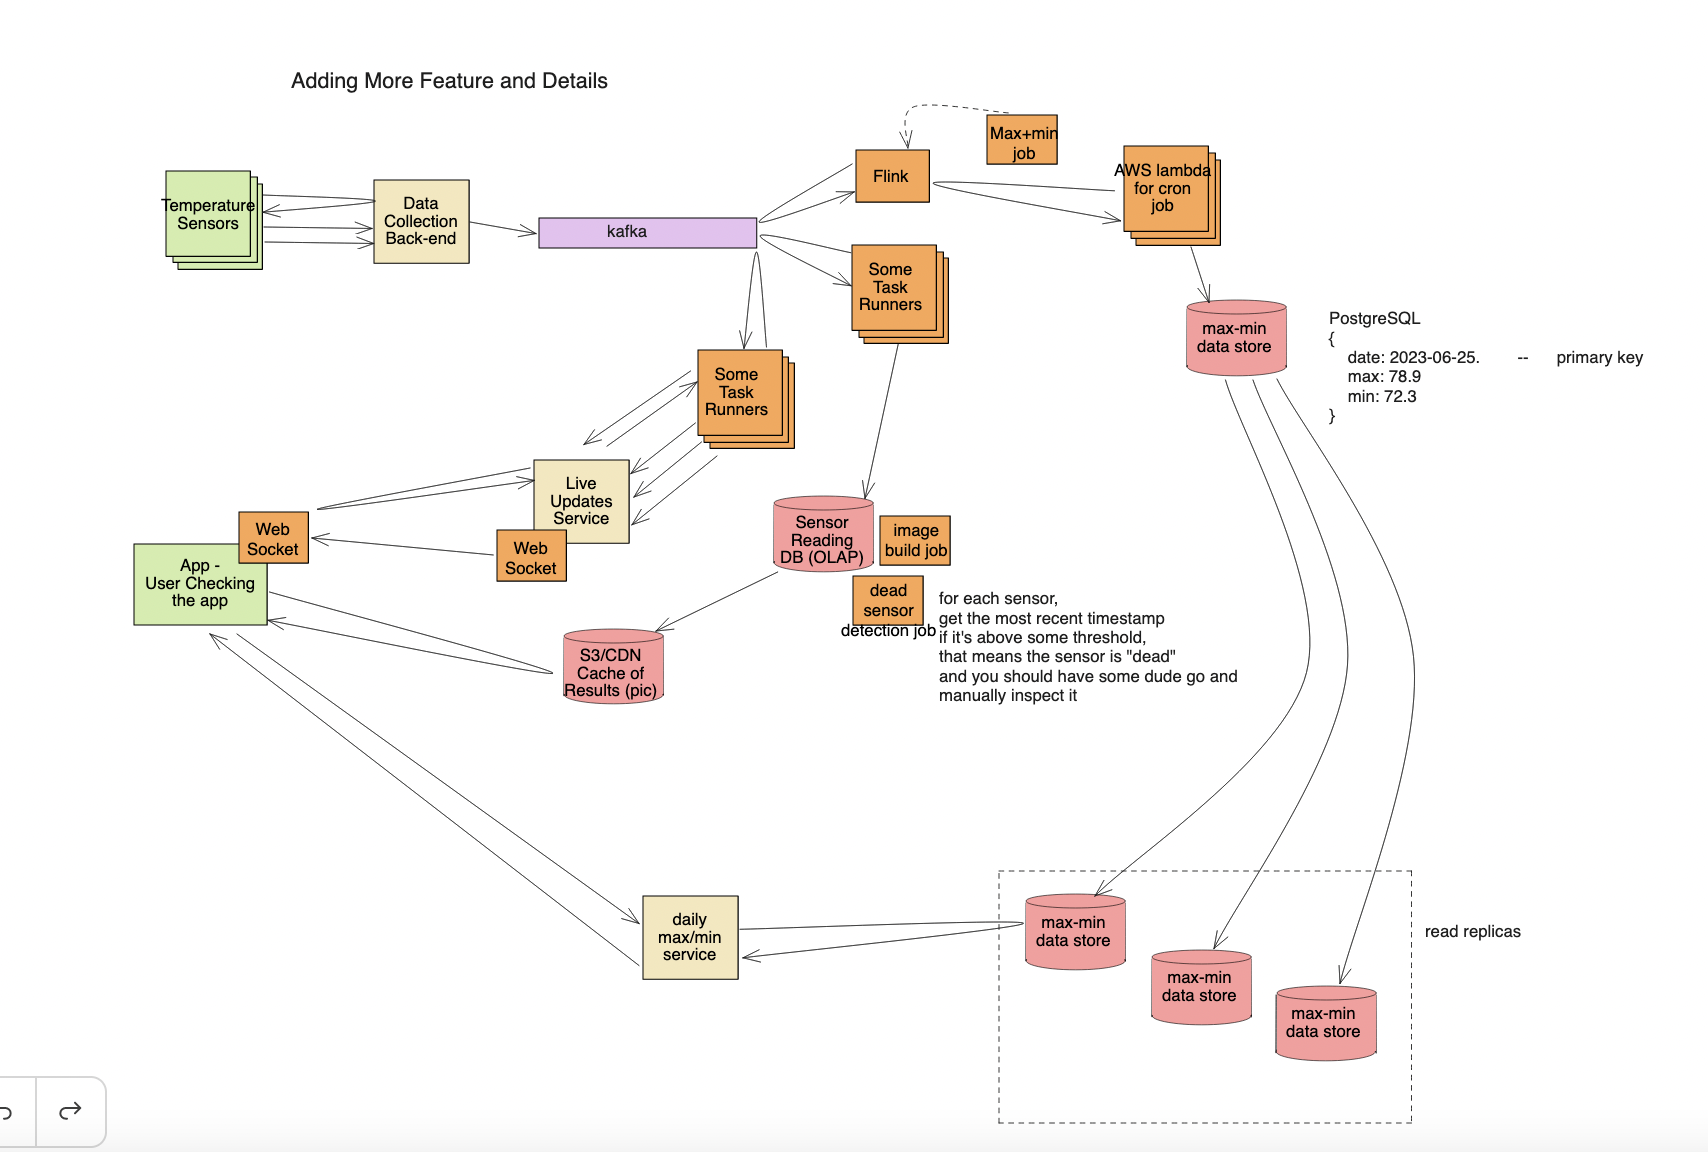 Adding More Feature and Details
Max+min
job
Temperature
Sensors
Data
Collection
Back-end
kafka
Flink
AWS lambda
for cron
job
Some
Task
Runners
max-min
data store
PostgreSQL
{
date: 2023-06-25. -- primary key
max: 78.9
min: 72.3
}
Some
Task
Runners
Live
Updates
Service
Web
Socket
Web
Socket
App -
User Checking
the app
Sensor
Reading
DB (OLAP)
image
build job
dead
sensor
detection job
for each sensor,
get the most recent timestamp
if it's above some threshold,
that means the sensor is "dead"
and you should have some dude go and
manually inspect it
S3/CDN
Cache of
Results (pic)
daily
max/min
service
max-min
data store
max-min
data store
max-min
data store
read replicas